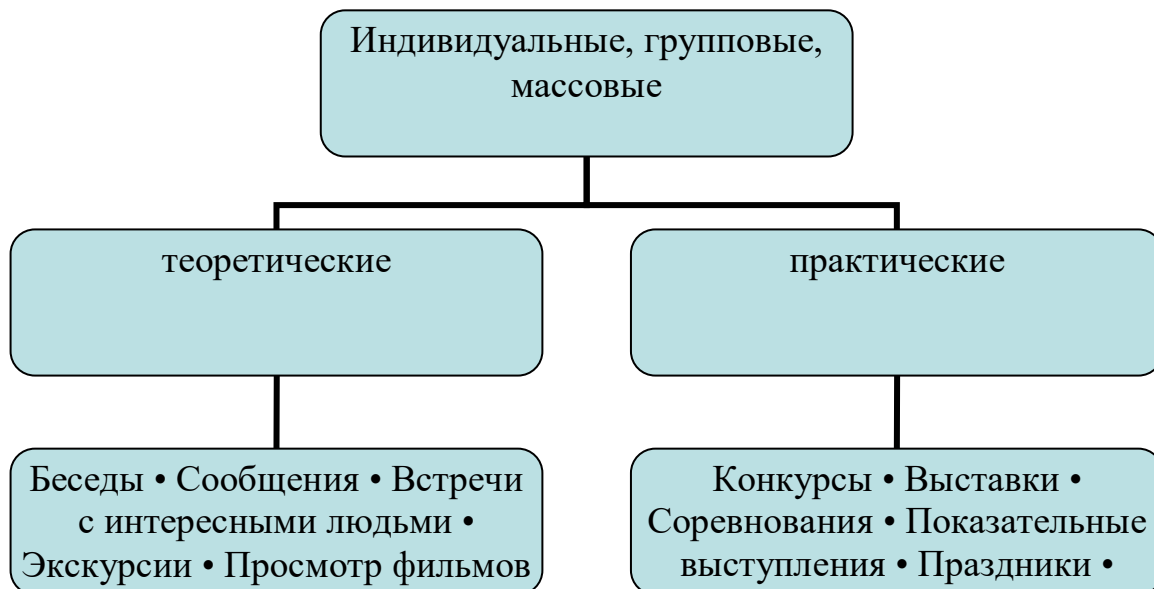 Индивидуальные, групповые,
массовые
теоретические
практические
Беседы • Сообщения • Встречи
с интересными людьми •
Экскурсии • Просмотр фильмов
Конкурсы • Выставки •
Соревнования • Показательные
выступления • Праздники •